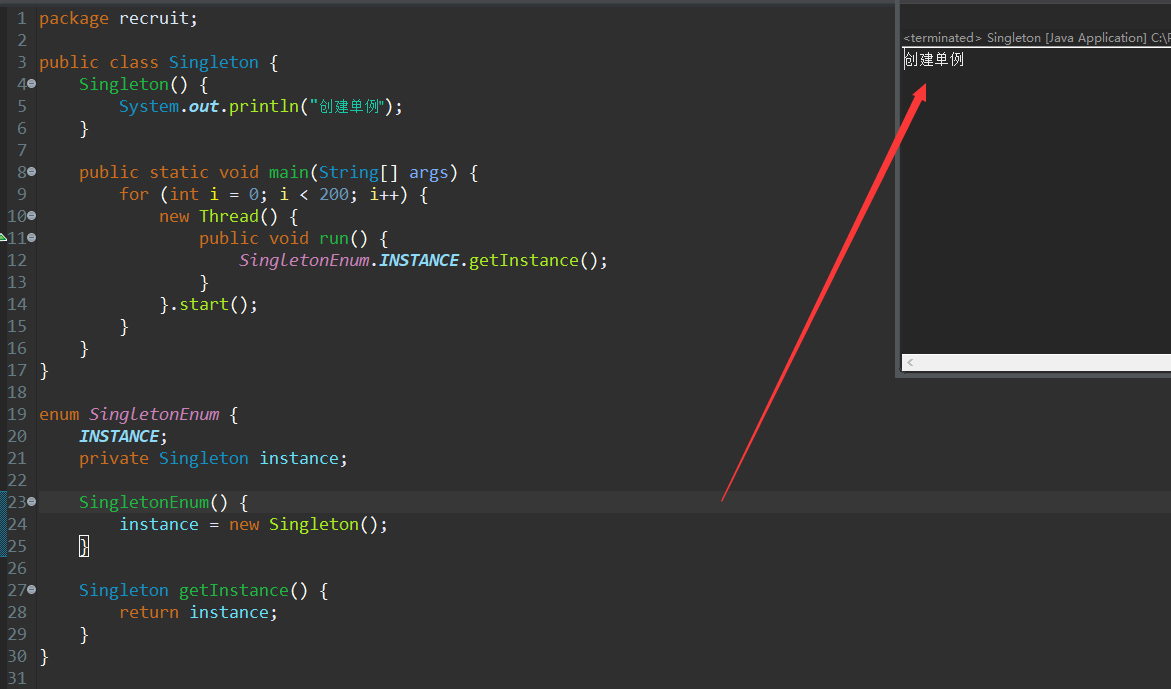 1 package recruit;
2
3 public class Singleton {
4     Singleton() {
5         System.out.println("创建单例");
6     }
7
8     public static void main(String[] args) {
9         for (int i = 0; i < 200; i++) {
10             new Thread() {
11                 public void run() {
12                     SingletonEnum.INSTANCE.getInstance();
13                 }
14             }.start();
15         }
16     }
17 }
18
19 enum SingletonEnum {
20     INSTANCE;
21     private Singleton instance;
22
23     SingletonEnum() {
24         instance = new Singleton();
25     }
26
27     Singleton getInstance() {
28         return instance;
29     }
30 }
31
<terminated> Singleton [Java Application] C:\
创建单例